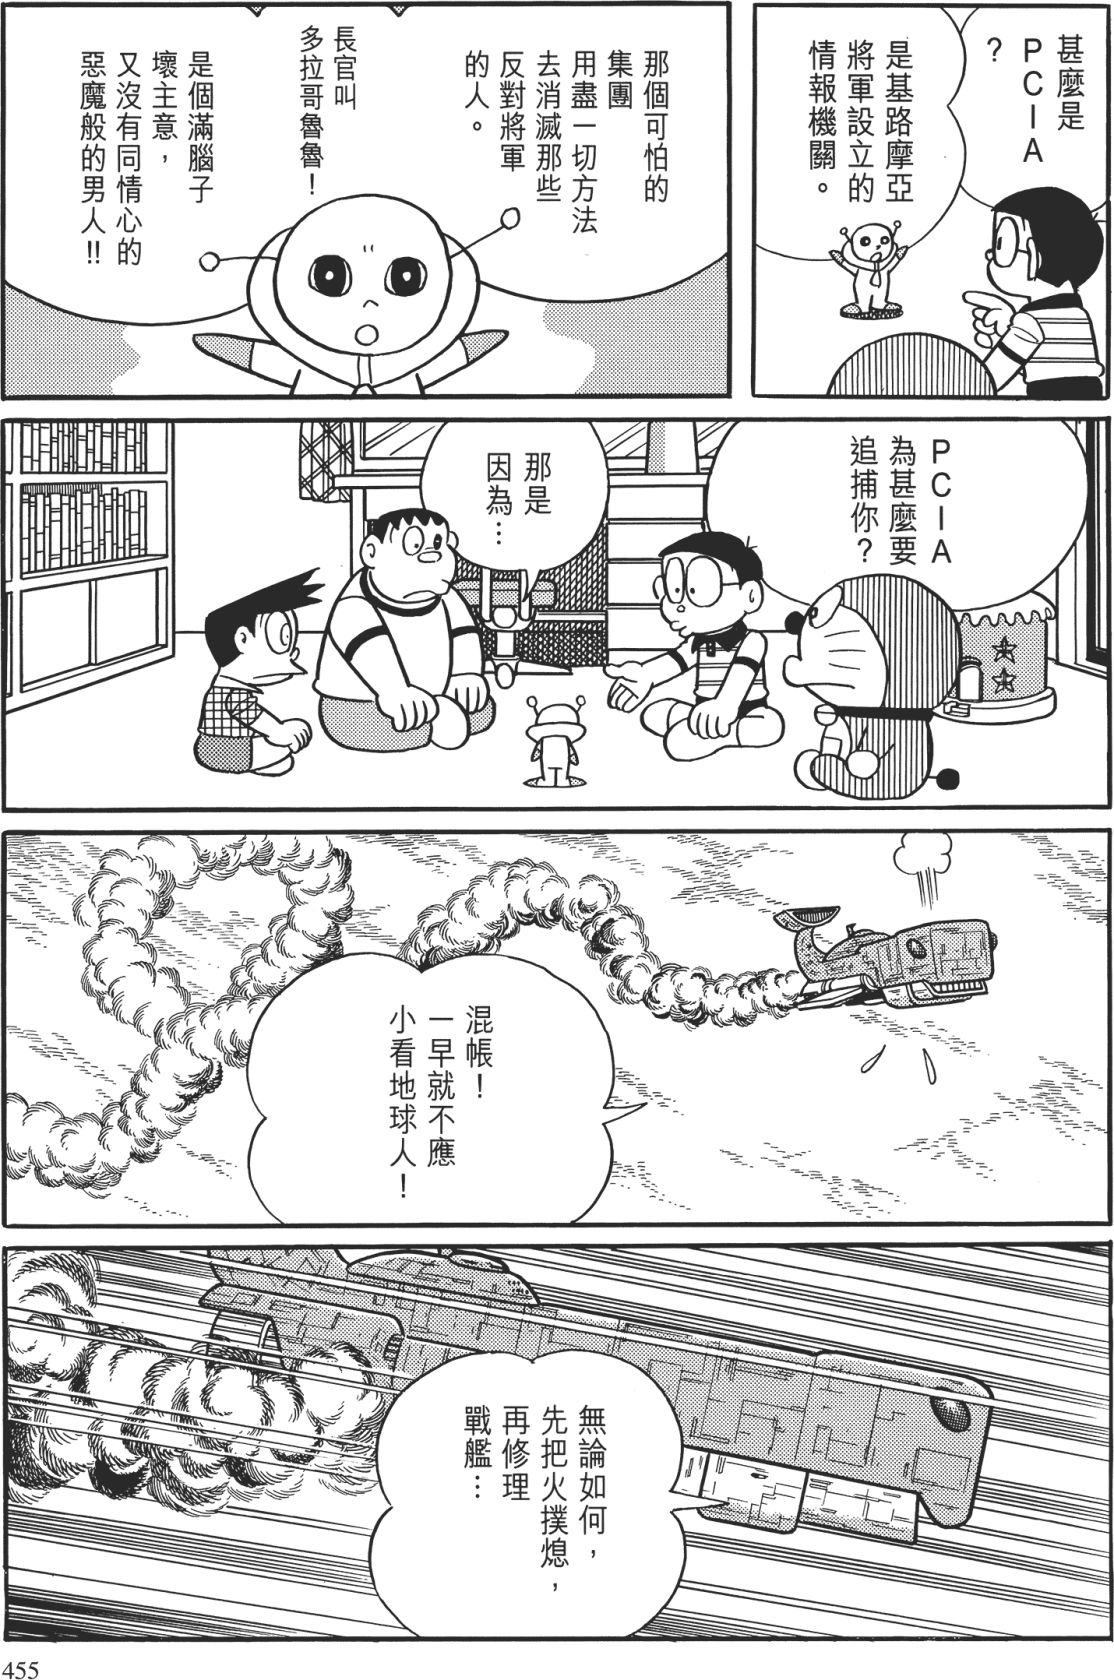 甚麼是
PCIA
?
是基路摩亞
將軍設立的
情報機關。
那個可怕的
集團
用盡一切方法
去消滅那些
反對將軍
的人。
長官叫
多拉哥魯魯!
是個滿腦子
壞主意，
又沒有同情心的
惡魔般的男人!!
PCIA
為甚麼要
追捕你?
那是
因為…
混帳!
一早就不應
小看地球人!
無論如何，
先把火撲熄，
再修理
戰艦…
455